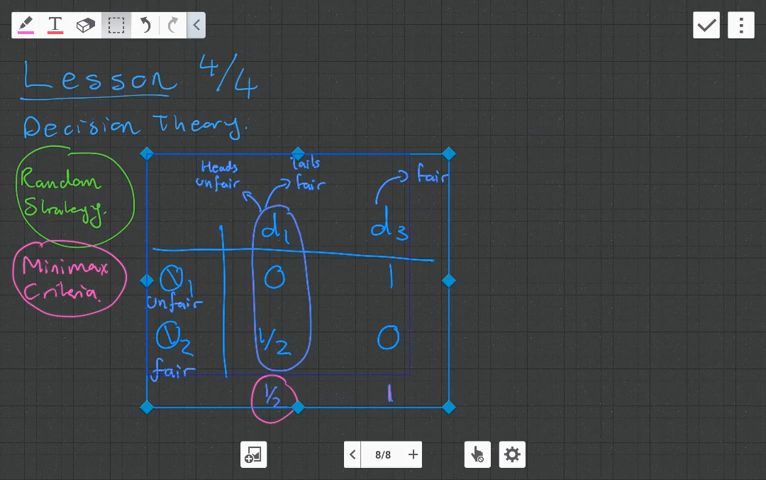 Lesson 4/4
Decision Theory.
Random
Strategy.
Minimax
Criteria.
Heads
unfair
Tails
fair
fair
d1 d3
θ1 0 1
unfair
θ2 1/2 0
fair
1/2 1
T
8/8